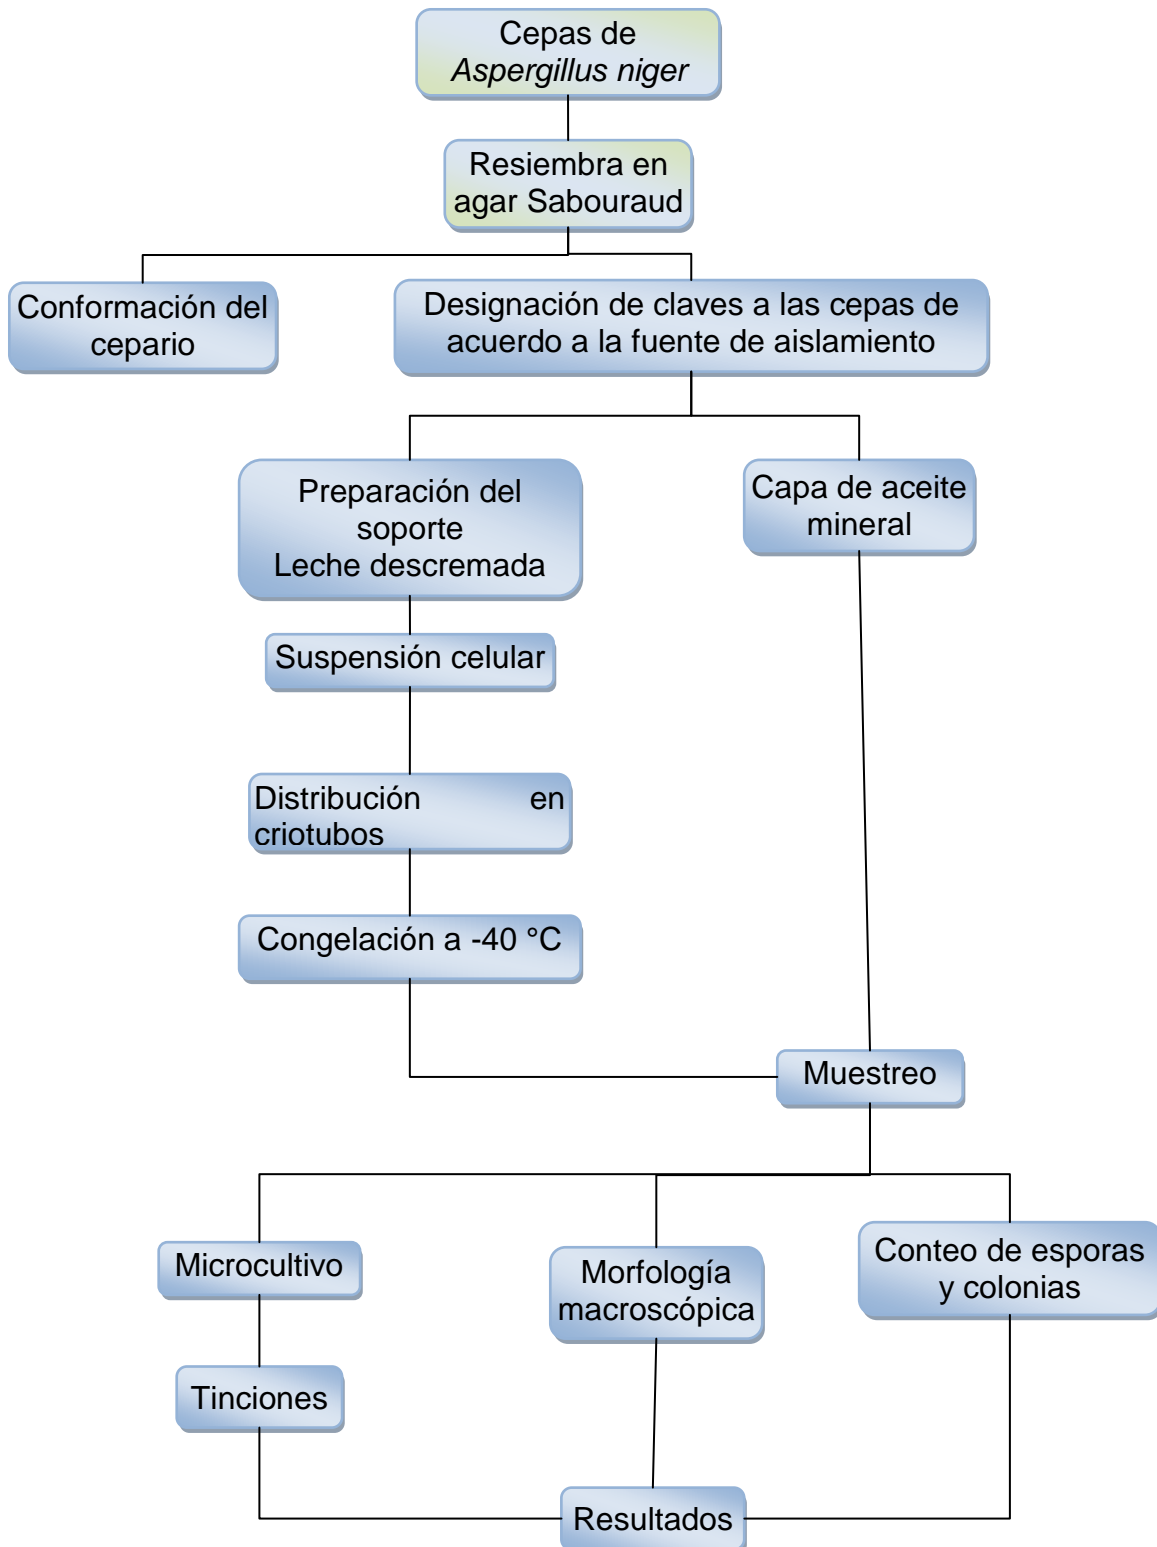 Cepas de
Aspergillus niger
Resiembra en
agar Sabouraud
Conformación del
cepario
Designación de claves a las cepas de
acuerdo a la fuente de aislamiento
Preparación del
soporte
Leche descremada
Capa de aceite
mineral
Suspensión celular
Distribución en
criotubos
Congelación a -40 °C
Muestreo
Microcultivo
Morfología
macroscópica
Conteo de esporas
y colonias
Tinciones
Resultados